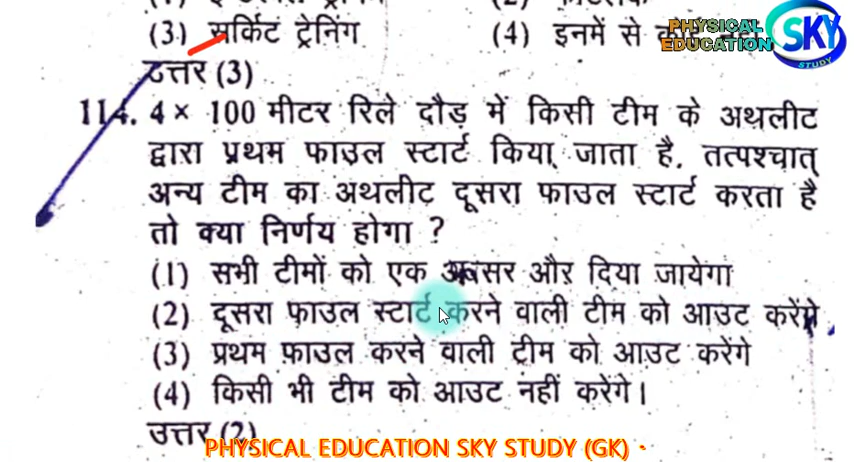 (3) सर्किट ट्रेनिंग
(4) इनमें से
PHYSICAL
EDUCATION
SKY
STUDY
उत्तर (3)
114. 4 × 100 मीटर रिले दौड़ में किसी टीम के अथलीट
द्वारा प्रथम फाउल स्टार्ट किया जाता है. तत्पश्चात्
अन्य टीम का अथलीट दूसरा फाउल स्टार्ट करता है
तो क्या निर्णय होगा ?
(1) सभी टीमों को एक अवसर और दिया जायेगा
(2) दूसरा फाउल स्टार्ट करने वाली टीम को आउट करेंगे
(3) प्रथम फ़ाउल करने वाली टीम को आउट करेंगे
(4) किसी भी टीम को आउट नहीं करेंगे।
उत्तर (2)
PHYSICAL EDUCATION SKY STUDY (GK)